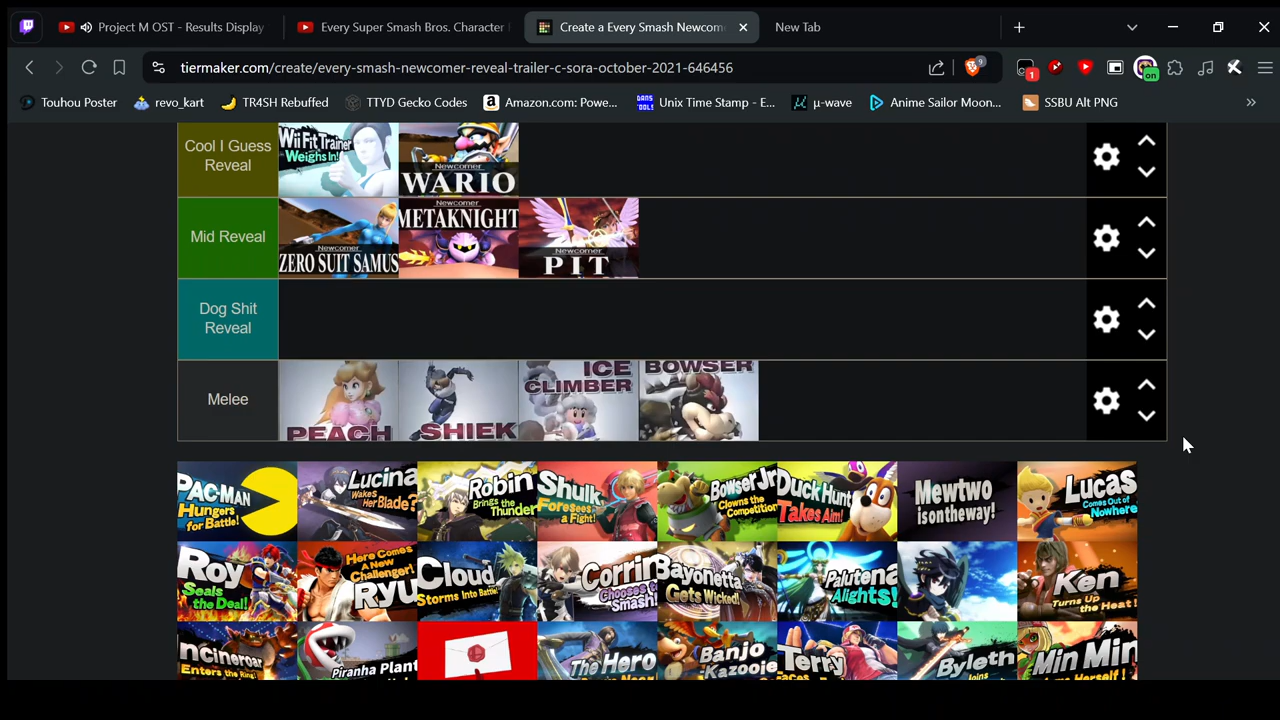 Project M OST - Results Display
Every Super Smash Bros. Character
Create a Every Smash Newcom
New Tab
tiermaker.com/create/every-smash-newcomer-reveal-trailer-c-sora-october-2021-646456
9
1
on
Touhou Poster
revo_kart
TR4SH Rebuffed
TTYD Gecko Codes
Amazon.com: Powe...
DANS TOOLS
Unix Time Stamp - E...
μ-wave
Anime Sailor Moon...
SSBU Alt PNG
Cool I Guess
Reveal
Wii Fit Trainer
Weighs In!
Newcomer
WARIO
Mid Reveal
Newcomer
ZERO SUIT SAMUS
Newcomer
METAKNIGHT
Newcomer
PIT
Dog Shit
Reveal
Melee
PEACH
SHIEK
ICE
CLIMBER
BOWSER
PAC-MAN
Hungers
for Battle!
Lucina
Wakes
Her Blade?
Robin
Brings the
Thunder
Shulk
Foresees
a Fight!
Bowser Jr
Clowns the
Competition
Duck Hunt
Takes Aim!
Mewtwo
is on the way!
Lucas
Comes Out of
Nowhere
Roy
Seals
the Deal!
Here Comes
A New
Challenger!
RYU
Cloud
Storms Into Battle!
Corrin
Chooses to
Smash!
Bayonetta
Gets Wicked!
Palutena
Alights!
Ken
Turns Up
the Heat!
ncineroar
Enters the Ring!
Piranha Plant
The Hero
Banjo
Kazooie
Terry
Byleth
Joins
Min Min